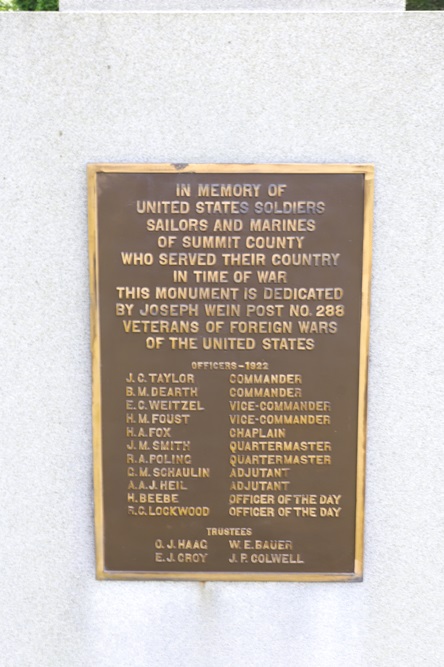 IN MEMORY OF
UNITED STATES SOLDIERS
SAILORS AND MARINES
OF SUMMIT COUNTY
WHO SERVED THEIR COUNTRY
IN TIME OF WAR
THIS MONUMENT IS DEDICATED
BY JOSEPH WEIN POST NO. 288
VETERANS OF FOREIGN WARS
OF THE UNITED STATES
OFFICERS-1922
J. C. TAYLOR COMMANDER
B. M. DEARTH COMMANDER
E. C. WEITZEL VICE-COMMANDER
H. M. FOUST VICE-COMMANDER
H. A. FOX CHAPLAIN
J. M. SMITH QUARTERMASTER
R. A. POLING QUARTERMASTER
C. M. SCHAULIN ADJUTANT
A. A. J. HEIL ADJUTANT
H. BEEBE OFFICER OF THE DAY
R. C. LOCKWOOD OFFICER OF THE DAY
TRUSTEES
O. J. HAAG W. E. BAUER
E. J. CROY J. P. COLWELL